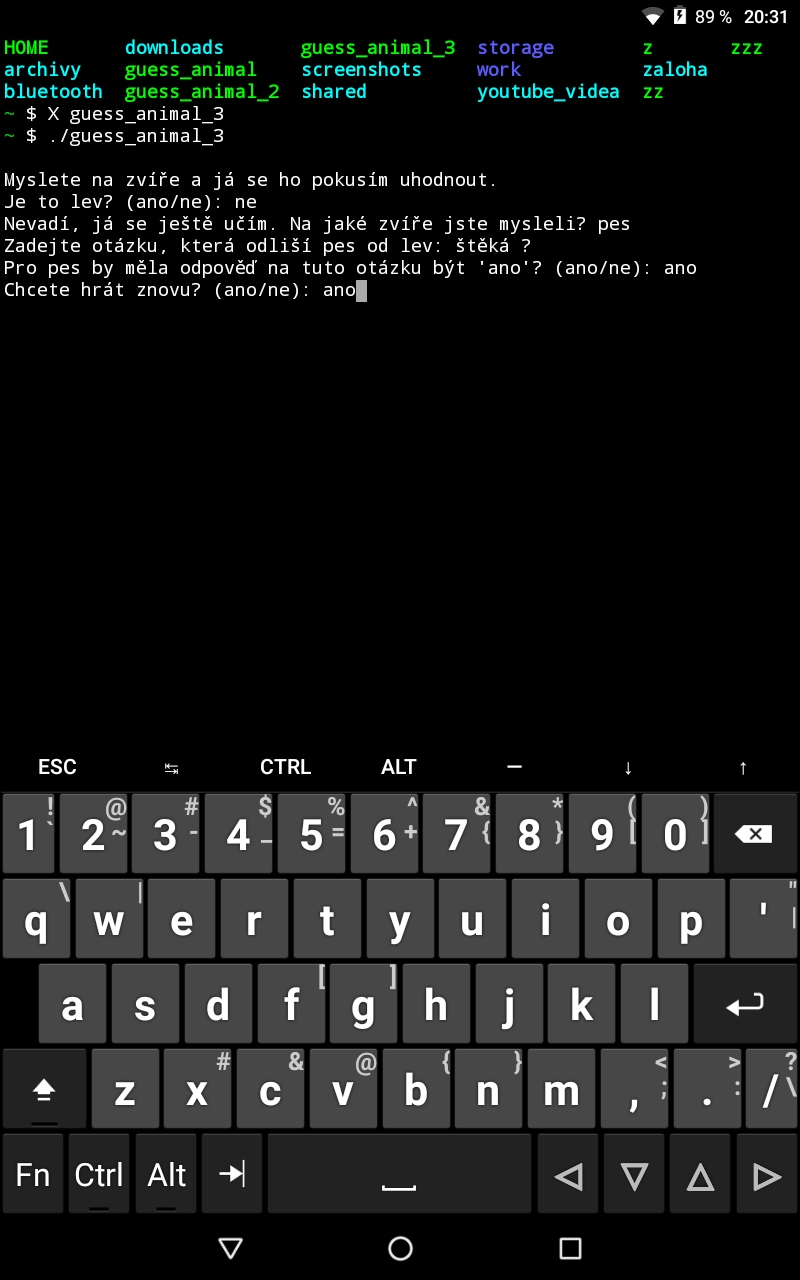 89 % 20:31
HOME downloads guess_animal_3 storage z zzz
archivy guess_animal screenshots work zaloha
bluetooth guess_animal_2 shared youtube_videa zz
~ $ X guess_animal_3
~ $ ./guess_animal_3
Myslete na zvíře a já se ho pokusím uhodnout.
Je to lev? (ano/ne): ne
Nevadí, já se ještě učím. Na jaké zvíře jste mysleli? pes
Zadejte otázku, která odliší pes od lev: štěká ?
Pro pes by měla odpověď na tuto otázku být 'ano'? (ano/ne): ano
Chcete hrát znovu? (ano/ne): ano
ESC ↹ CTRL ALT — ↓ ↑
1 ! ` 2 @ ~ 3 # - 4 $ _ 5 % = 6 ^ + 7 & { 8 * } 9 ( [ 0 ) ]
q \ w | e r t y u i o p ' " |
a s d f [ g ] h j k l
z x # c & v @ b { n } m , < ; . > : / ? \
Fn Ctrl Alt